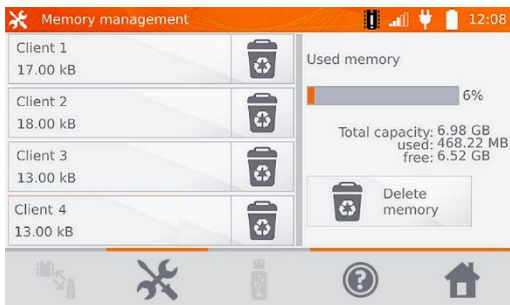 Memory management
12:08
Client 1
17.00 kB
Client 2
18.00 kB
Client 3
13.00 kB
Client 4
13.00 kB
Used memory
6%
Total capacity: 6.98 GB
used: 468.22 MB
free: 6.52 GB
Delete
memory